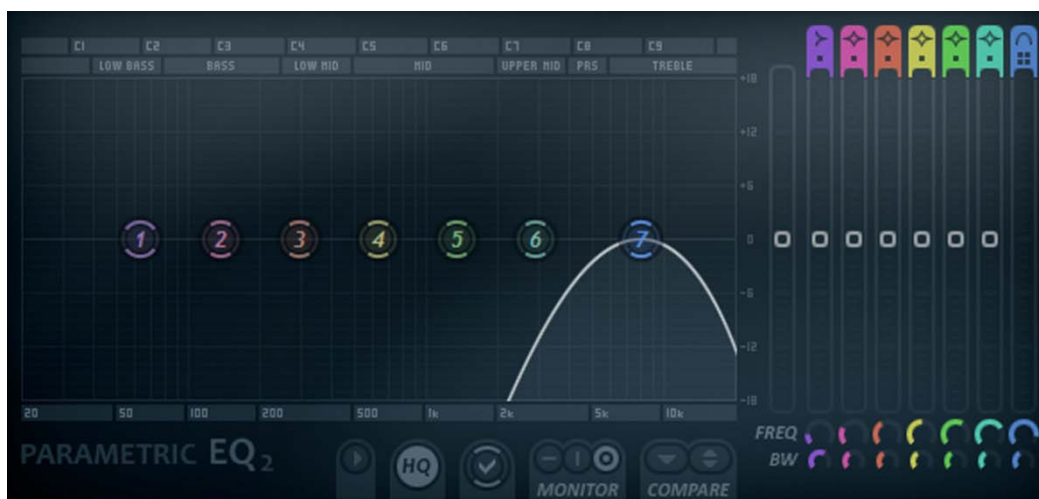 C1 C2 C3 C4 C5 C6 C7 C8 C9
LOW BASS BASS LOW MID MID UPPER MID PRS TREBLE
+18
+12
+6
1 2 3 4 5 6 7 0
-6
-12
-18
20 50 100 200 500 1K 2K 5K 10K
FREQ
PARAMETRIC EQ 2 HQ BW
MONITOR COMPARE